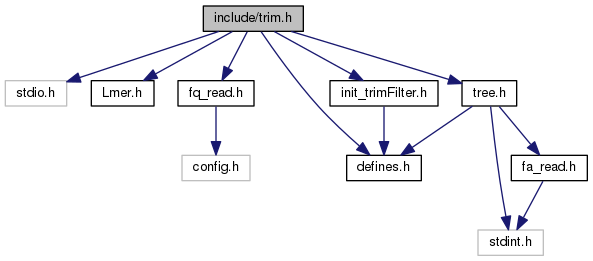 include/trim.h
stdio.h
Lmer.h
fq_read.h
init_trimFilter.h
tree.h
config.h
defines.h
fa_read.h
stdint.h